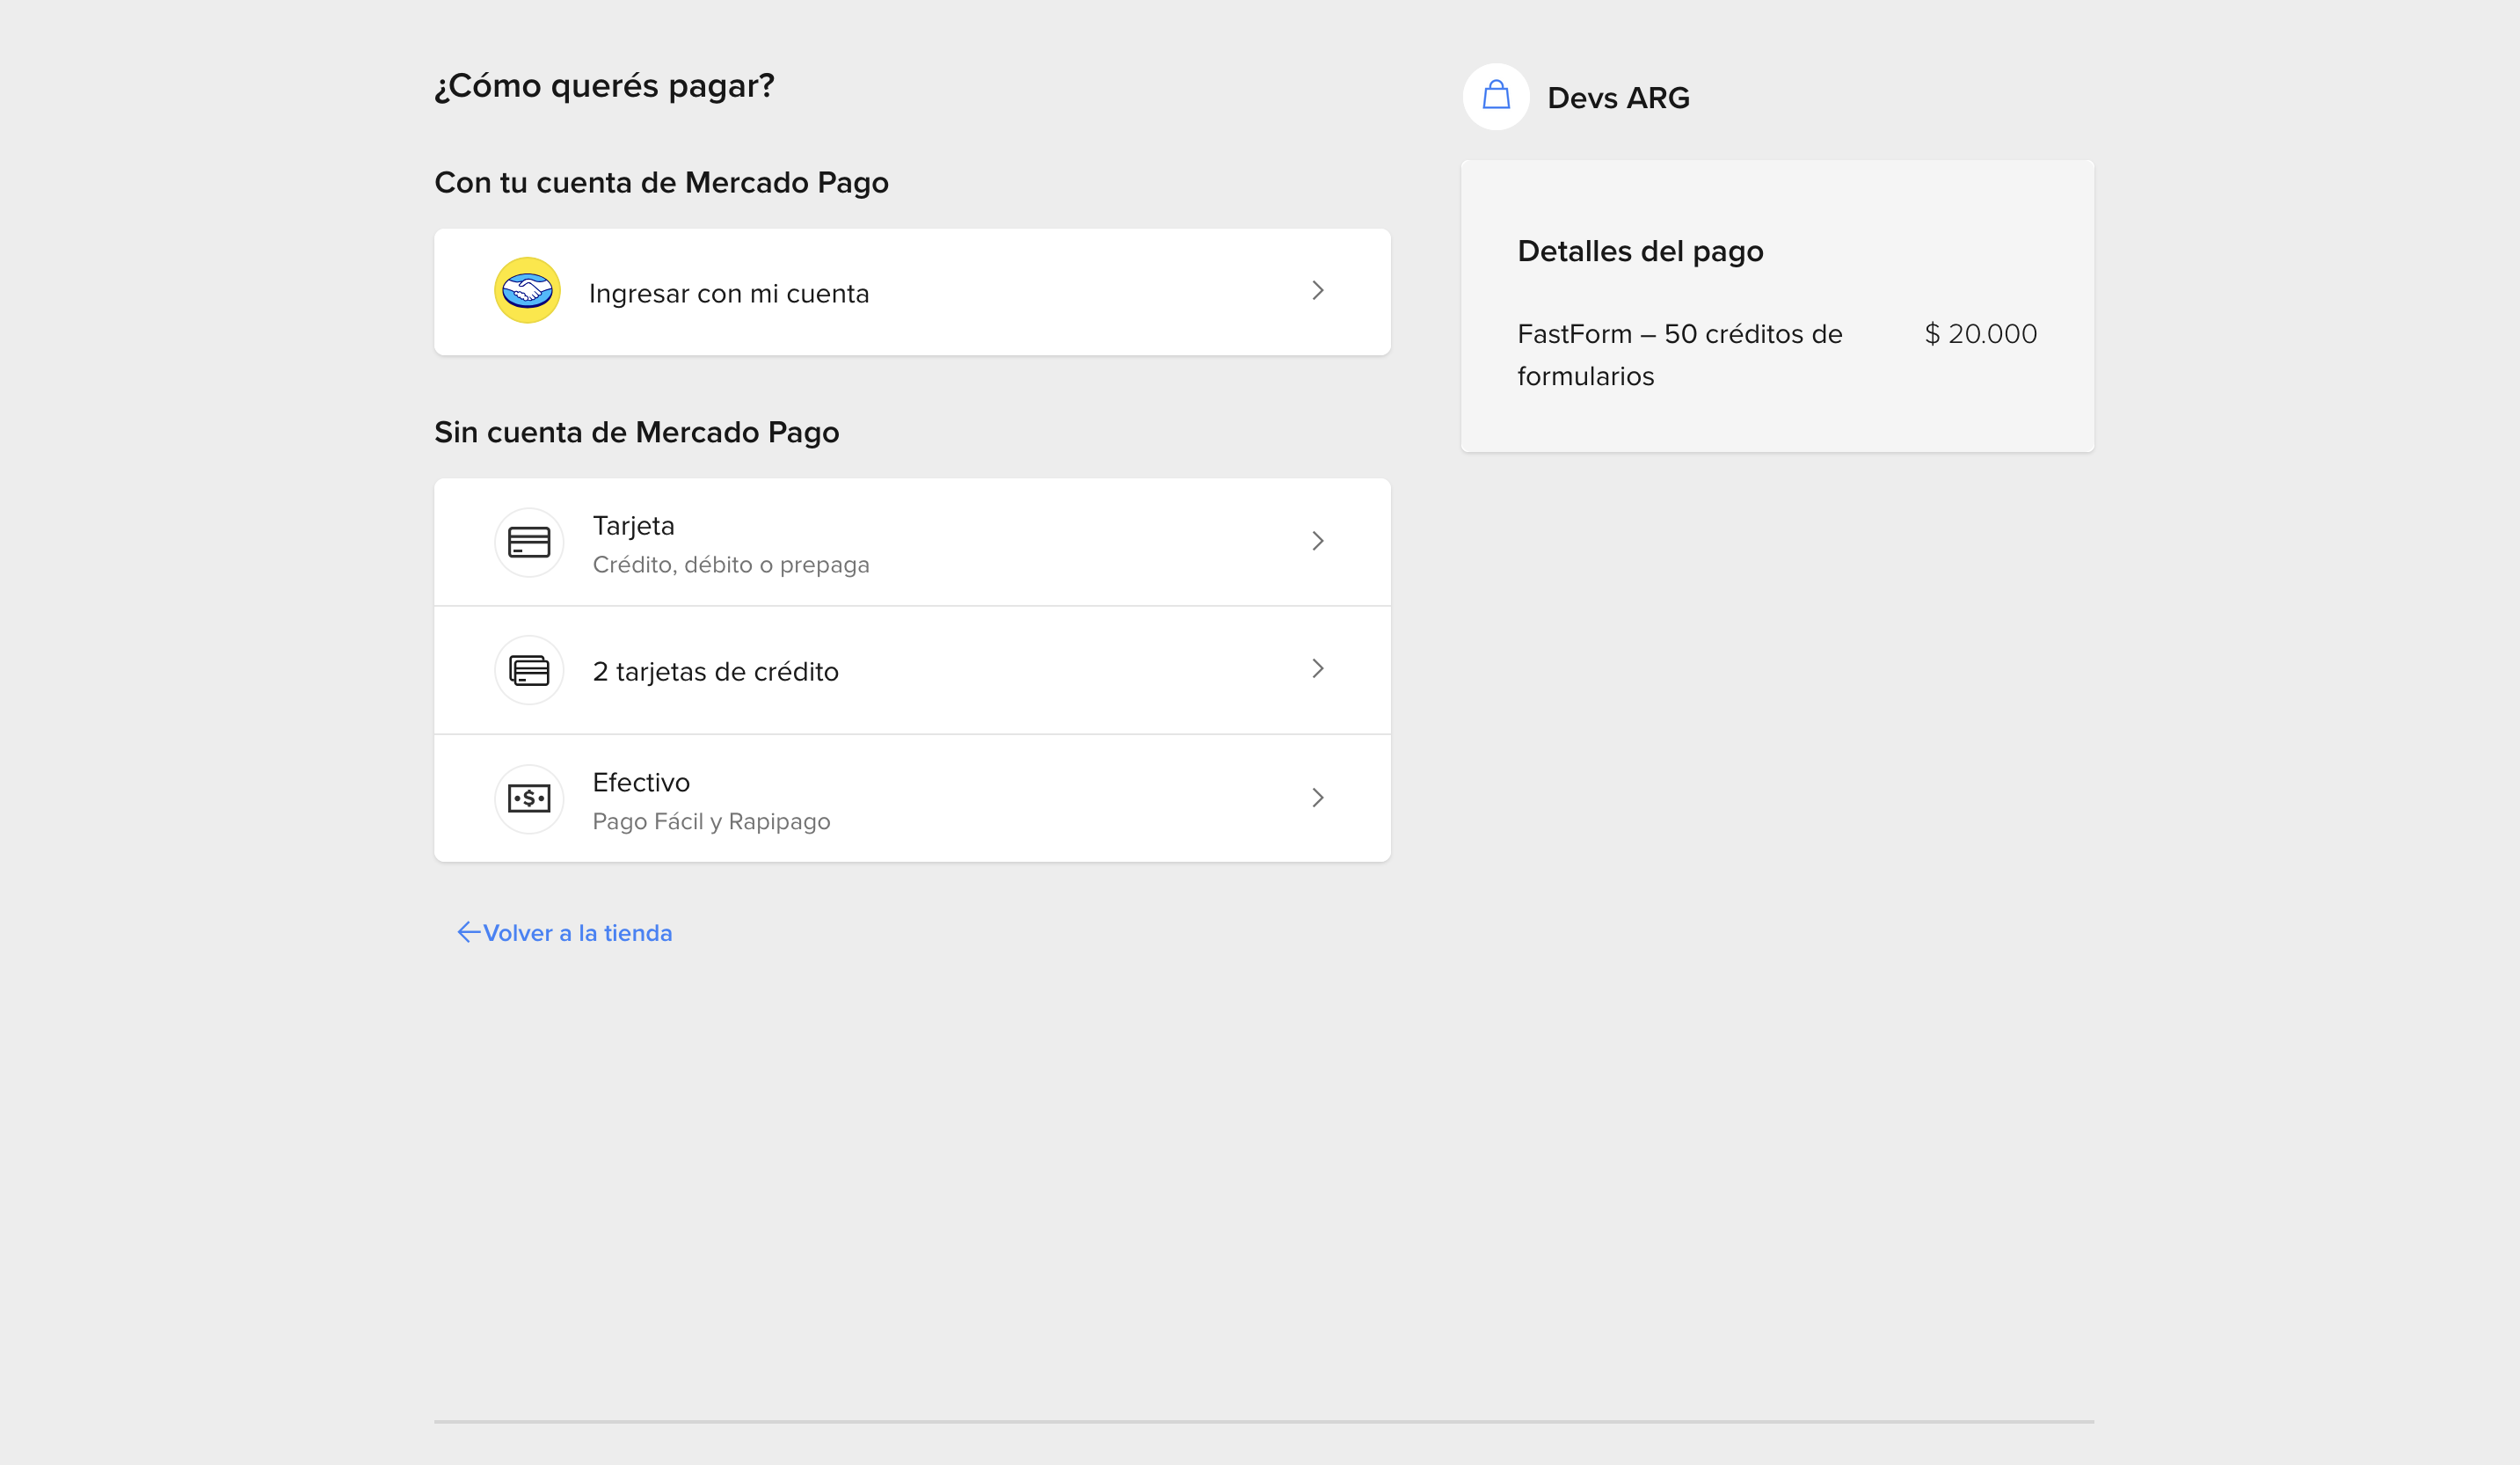 ¿Cómo querés pagar?
Con tu cuenta de Mercado Pago
Ingresar con mi cuenta
Sin cuenta de Mercado Pago
Tarjeta
Crédito, débito o prepaga
2 tarjetas de crédito
Efectivo
Pago Fácil y Rapipago
Volver a la tienda
Devs ARG
Detalles del pago
FastForm – 50 créditos de $ 20.000
formularios